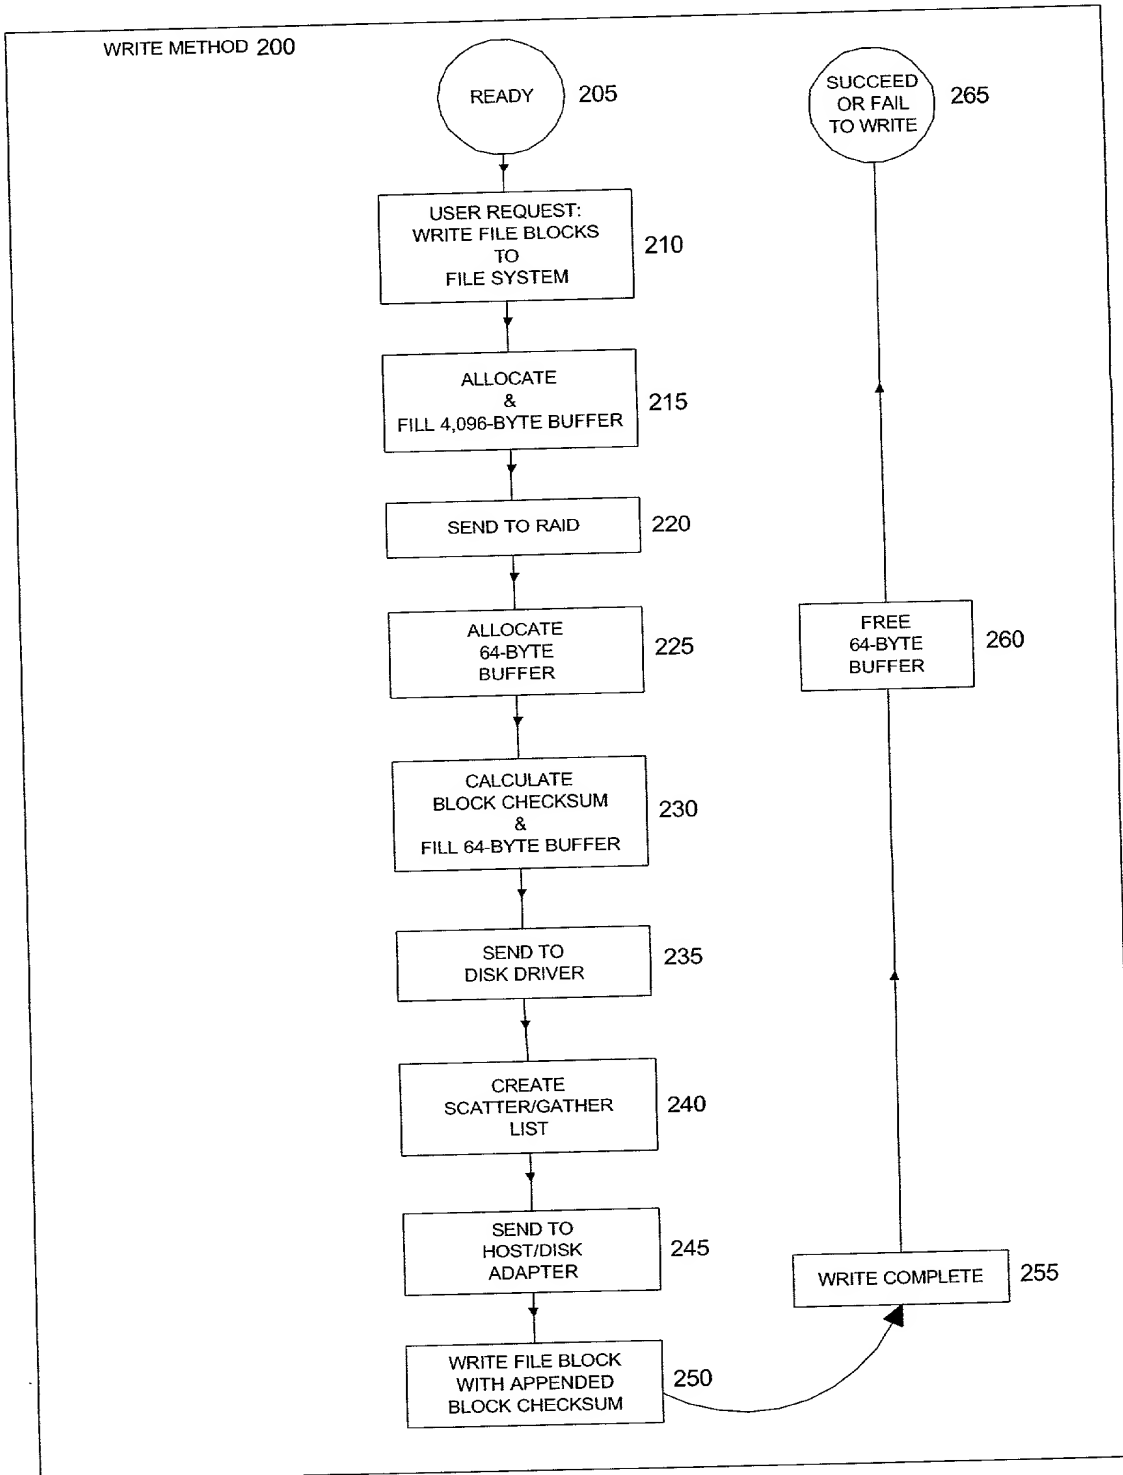 WRITE METHOD 200
READY
205
USER REQUEST:
WRITE FILE BLOCKS
TO
FILE SYSTEM
210
ALLOCATE
&
FILL 4,096-BYTE BUFFER
215
SEND TO RAID
220
ALLOCATE
64-BYTE
BUFFER
225
CALCULATE
BLOCK CHECKSUM
&
FILL 64-BYTE BUFFER
230
SEND TO
DISK DRIVER
235
CREATE
SCATTER/GATHER
LIST
240
SEND TO
HOST/DISK
ADAPTER
245
WRITE FILE BLOCK
WITH APPENDED
BLOCK CHECKSUM
250
WRITE COMPLETE
255
FREE
64-BYTE
BUFFER
260
SUCCEED
OR FAIL
TO WRITE
265